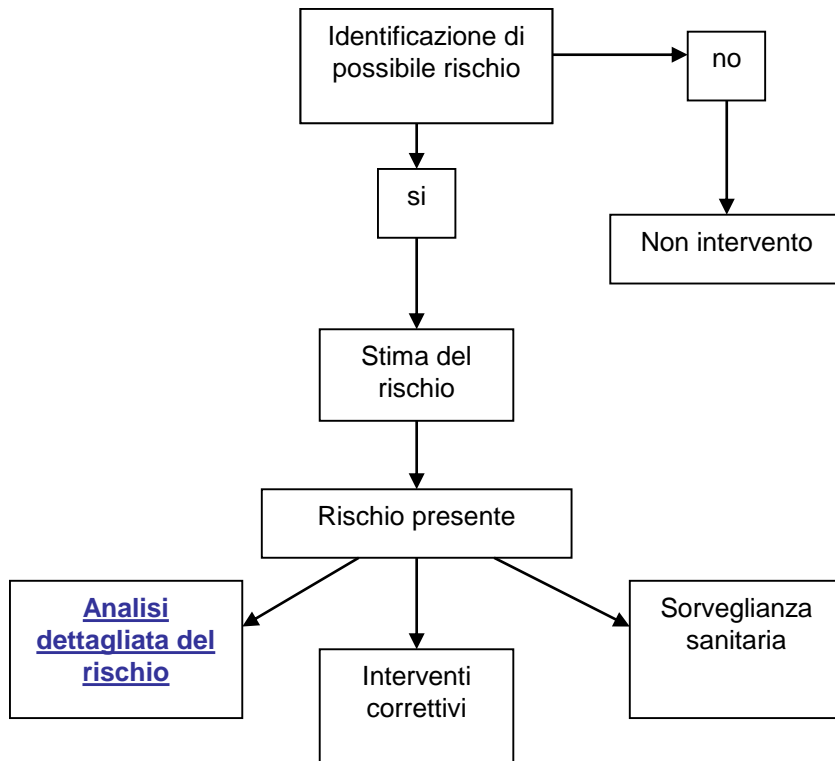 Identificazione di
possibile rischio
no
si
Non intervento
Stima del
rischio
Rischio presente
Analisi
dettagliata del
rischio
Interventi
correttivi
Sorveglianza
sanitaria